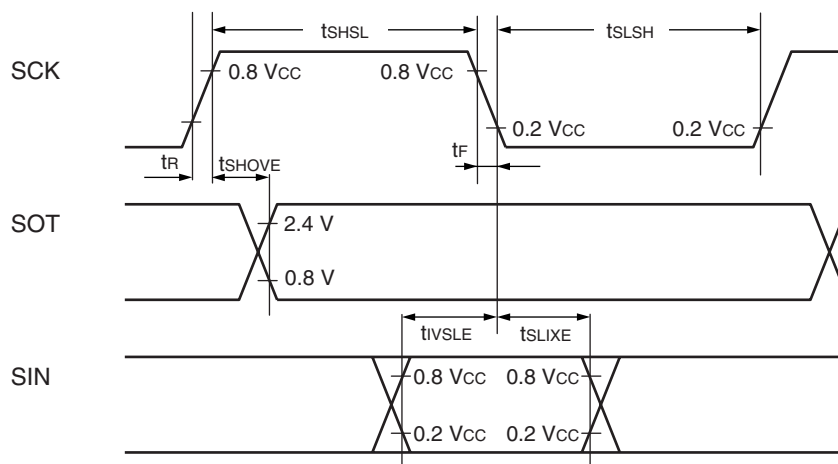 tSHSL tSLSH
SCK 0.8 VCC 0.8 VCC
0.2 VCC 0.2 VCC
tR tSHOVE tF
SOT 2.4 V
0.8 V
tIVSLE tSLIXE
SIN 0.8 VCC 0.8 VCC
0.2 VCC 0.2 VCC